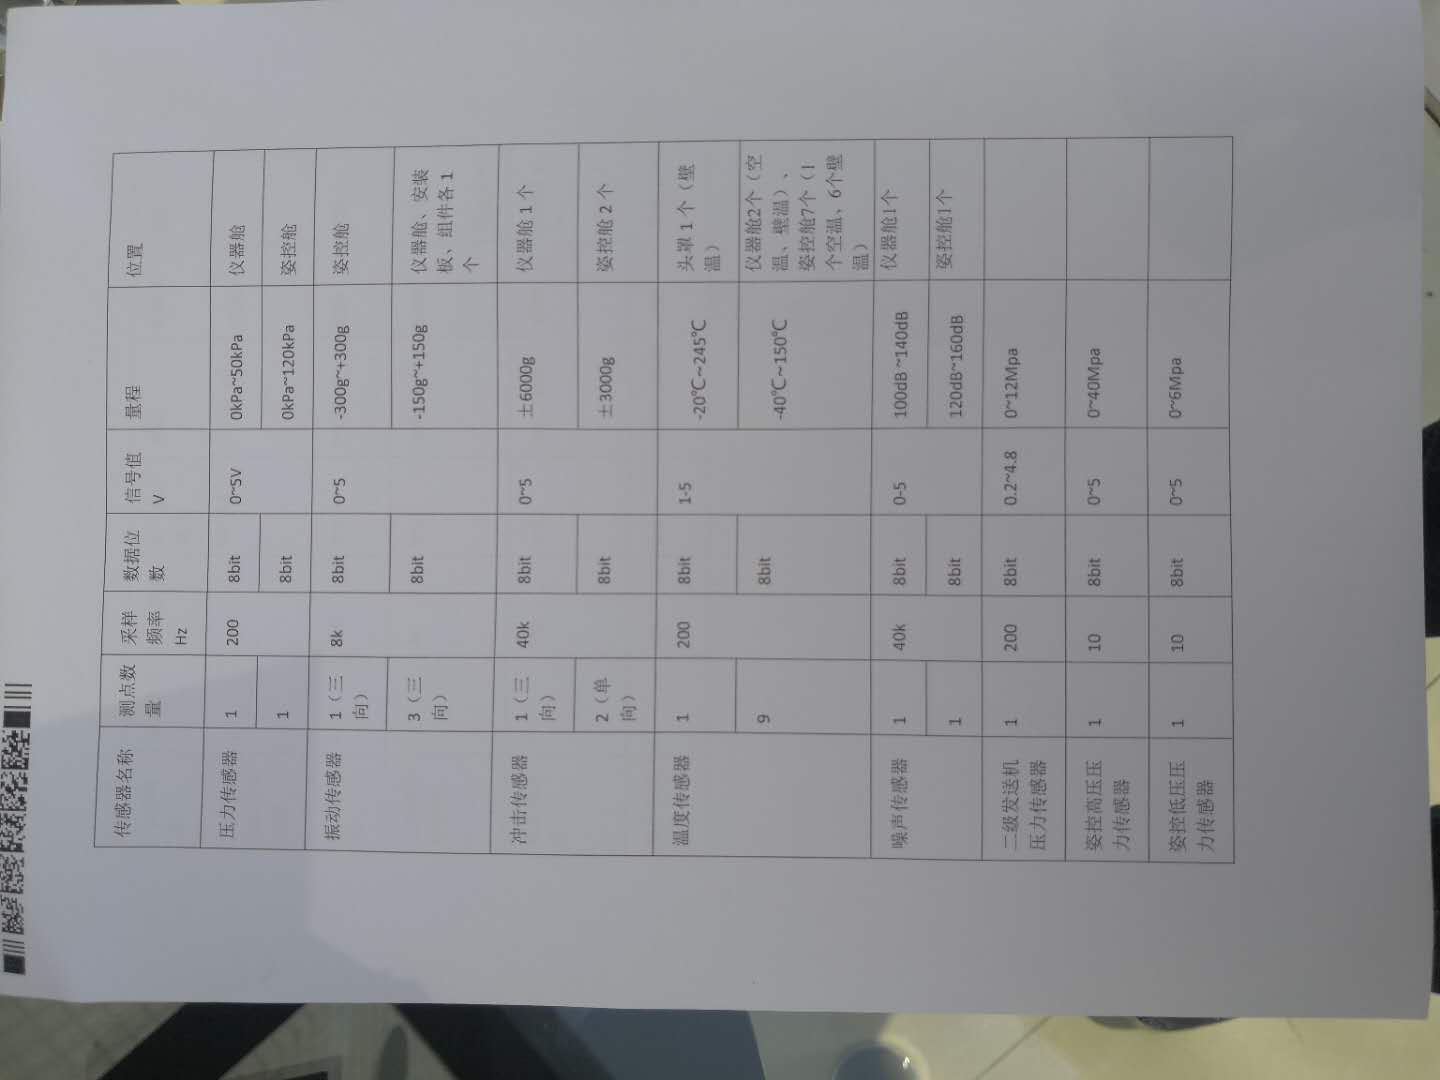 传感器名称 测点数量 采样频率Hz 数据位数 信号值V 量程 位置
压力传感器 1 200 8bit 0~5V 0kPa~50kPa 仪器舱
1 8bit 0kPa~120kPa 姿控舱
振动传感器 1（三向） 8k 8bit 0~5 -300g~+300g 姿控舱
3（三向） 8bit -150g~+150g 仪器舱、安装板、组件各1个
冲击传感器 1（三向） 40k 8bit 0~5 ±6000g 仪器舱1个
2（单向） 8bit ±3000g 姿控舱2个
温度传感器 1 200 8bit 1-5 -20℃~245℃ 头罩1个（壁温）
9 8bit -40℃~150℃ 仪器舱2个（空温、壁温）、姿控舱7个（1个空温、6个壁温）
噪声传感器 1 40k 8bit 0-5 100dB ~140dB 仪器舱1个
1 8bit 120dB~160dB 姿控舱1个
二级发送机压力传感器 1 200 8bit 0.2~4.8 0~12Mpa
姿控高压压力传感器 1 10 8bit 0~5 0~40Mpa
姿控低压压力传感器 1 10 8bit 0~5 0~6Mpa